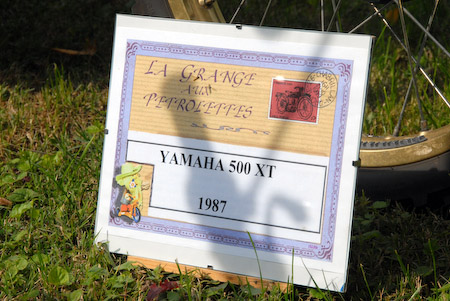 LA GRANGE
aux
PETROLETTES
YAMAHA 500 XT
1987